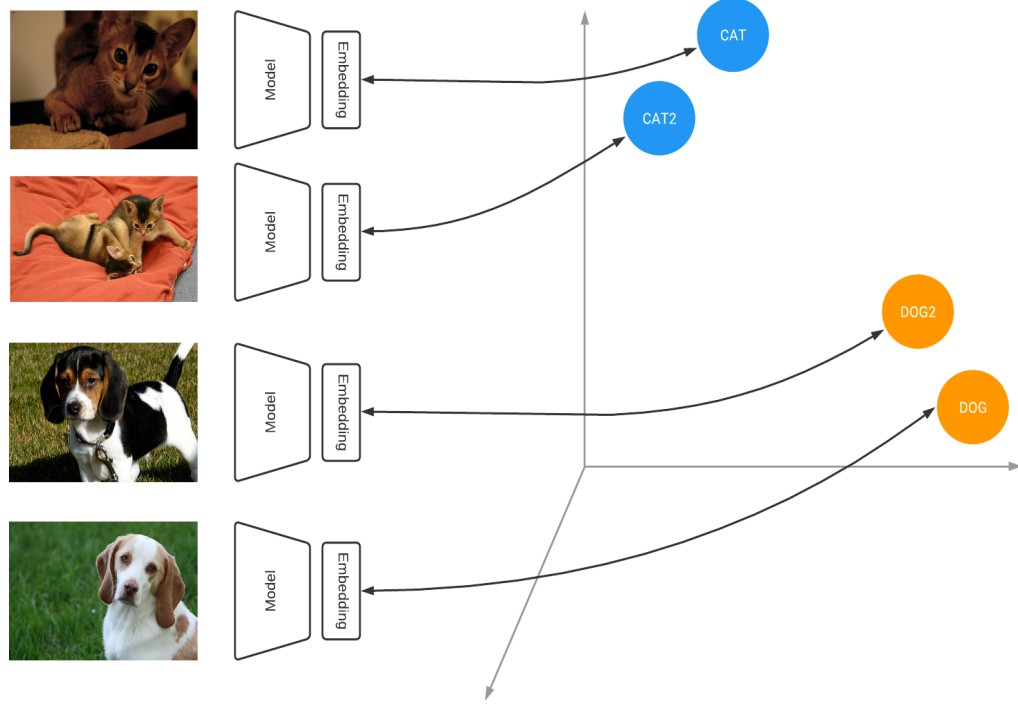 Model
Embedding
CAT
Model
Embedding
CAT2
Model
Embedding
DOG2
Model
Embedding
DOG